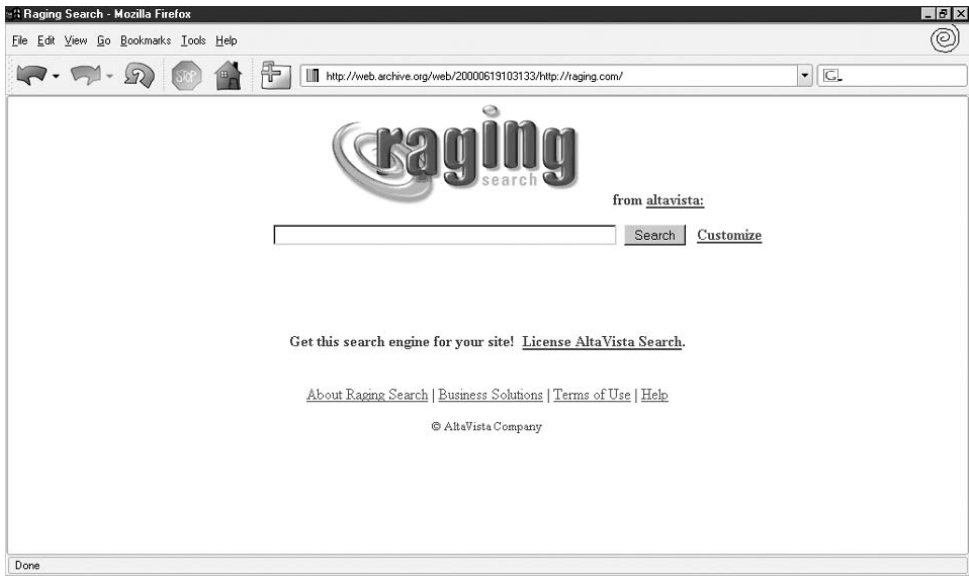 Raging Search - Mozilla Firefox
File Edit View Go Bookmarks Tools Help
STOP
http://web.archive.org/web/20000619103133/http://raging.com/
G
raging
search
from altavista:
Search Customize
Get this search engine for your site! License AltaVista Search.
About Raging Search | Business Solutions | Terms of Use | Help
© AltaVista Company
Done